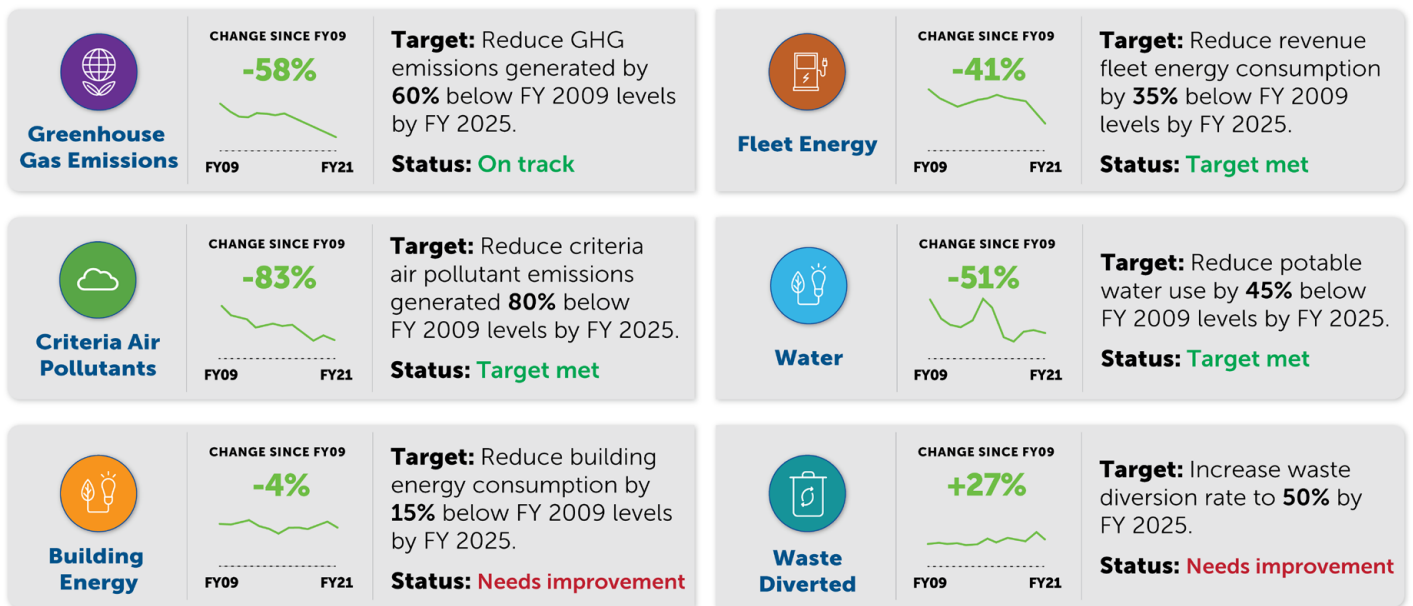 Greenhouse
Gas Emissions
CHANGE SINCE FY09
-58%
FY09 FY21
Target: Reduce GHG
emissions generated by
60% below FY 2009 levels
by FY 2025.
Status: On track
Fleet Energy
CHANGE SINCE FY09
-41%
FY09 FY21
Target: Reduce revenue
fleet energy consumption
by 35% below FY 2009
levels by FY 2025.
Status: Target met
Criteria Air
Pollutants
CHANGE SINCE FY09
-83%
FY09 FY21
Target: Reduce criteria
air pollutant emissions
generated 80% below
FY 2009 levels by FY 2025.
Status: Target met
Water
CHANGE SINCE FY09
-51%
FY09 FY21
Target: Reduce potable
water use by 45% below
FY 2009 levels by FY 2025.
Status: Target met
Building
Energy
CHANGE SINCE FY09
-4%
FY09 FY21
Target: Reduce building
energy consumption by
15% below FY 2009 levels
by FY 2025.
Status: Needs improvement
Waste
Diverted
CHANGE SINCE FY09
+27%
FY09 FY21
Target: Increase waste
diversion rate to 50% by
FY 2025.
Status: Needs improvement